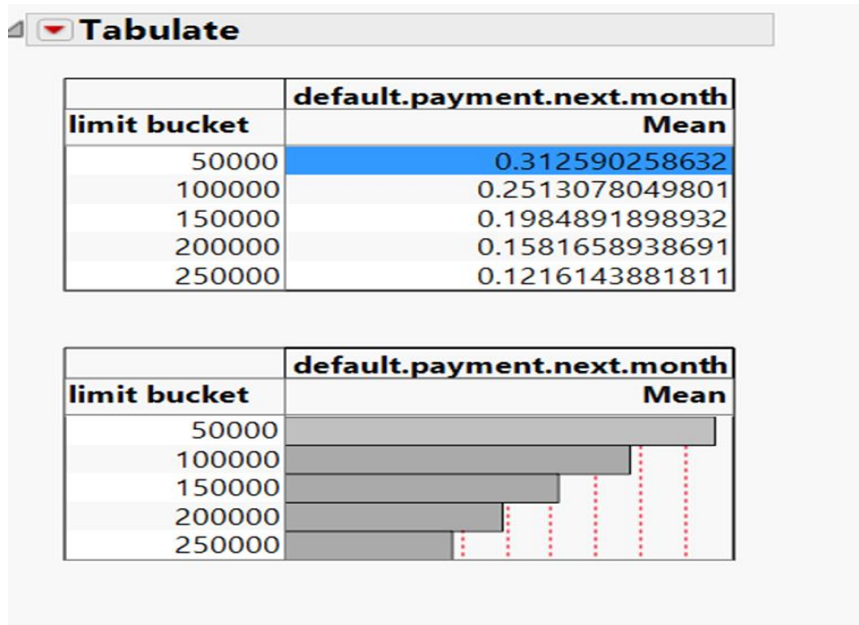 Tabulate
default.payment.next.month
limit bucket Mean
50000 0.312590258632
100000 0.2513078049801
150000 0.1984891898932
200000 0.1581658938691
250000 0.1216143881811
default.payment.next.month
limit bucket Mean
50000
100000
150000
200000
250000